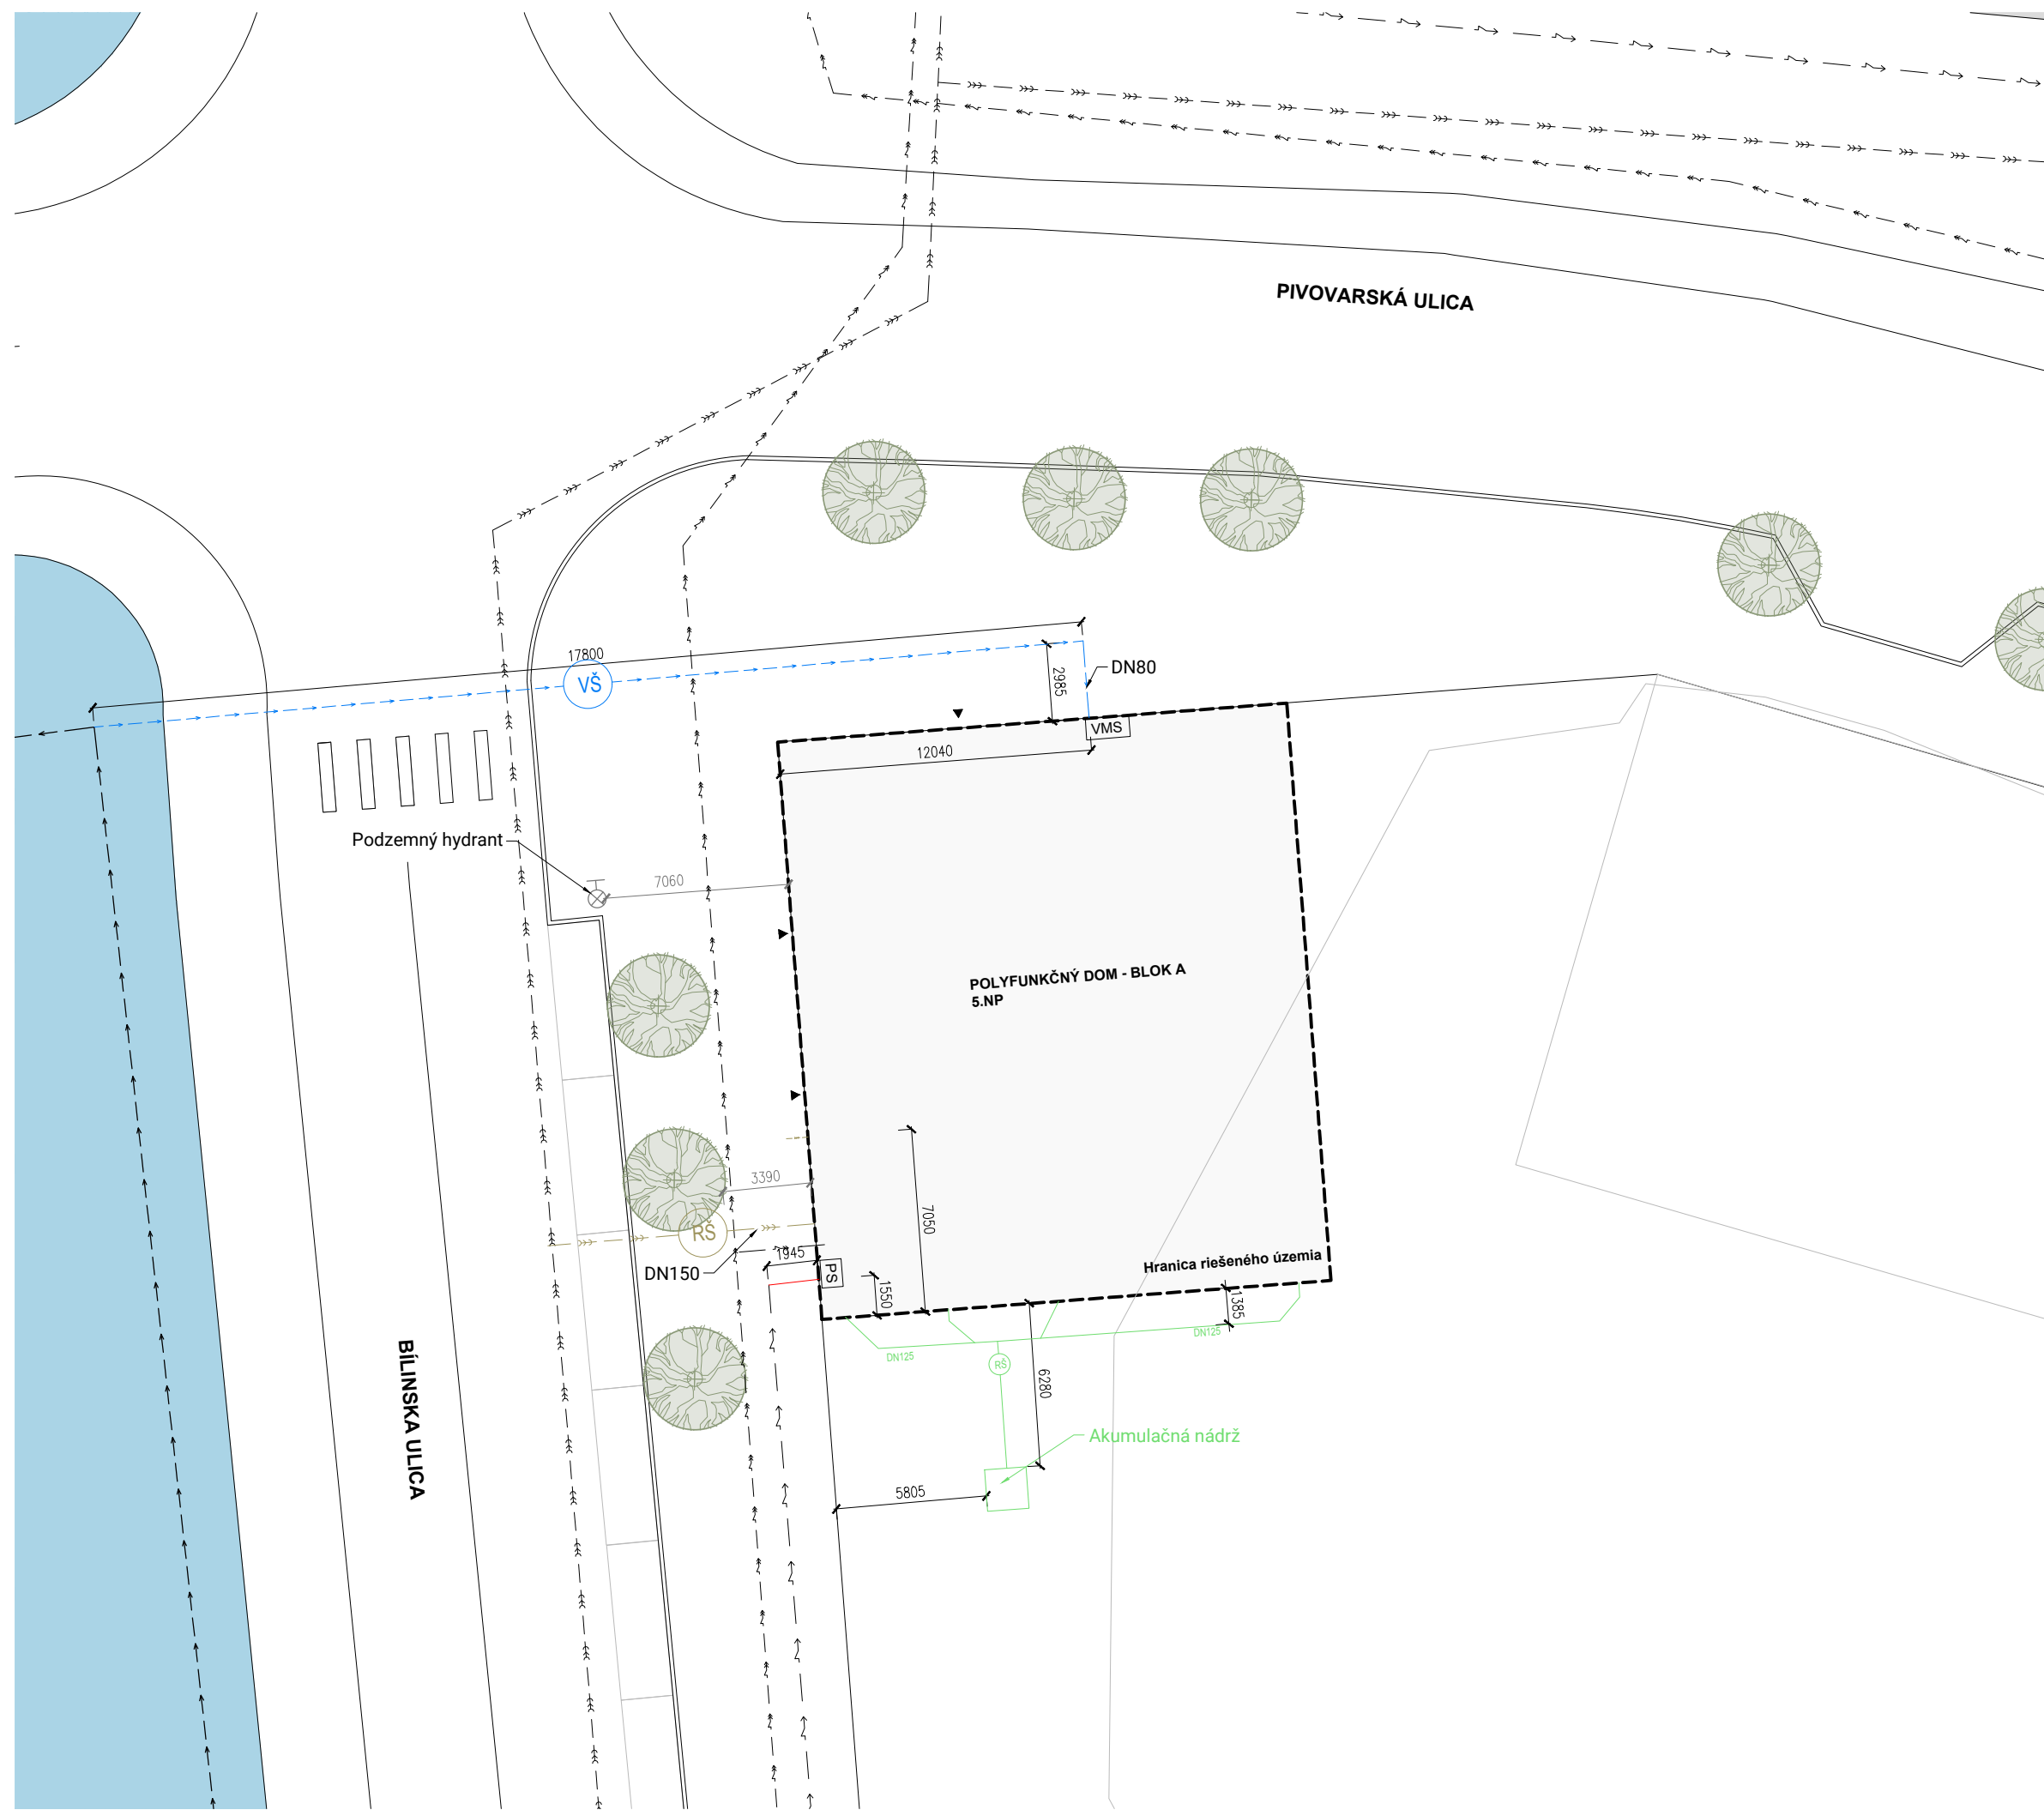 PIVOVARSKÁ ULICA
17800
VŠ
2985
DN80
VMS
12040
Podzemný hydrant
7060
POLYFUNKČNÝ DOM - BLOK A
5.NP
3390
7050
RŠ
1945
DN150
PS
1550
Hranica riešeného územia
1385
DN125
DN125
RŠ
6280
BÍLINSKA ULICA
Akumulačná nádrž
5805